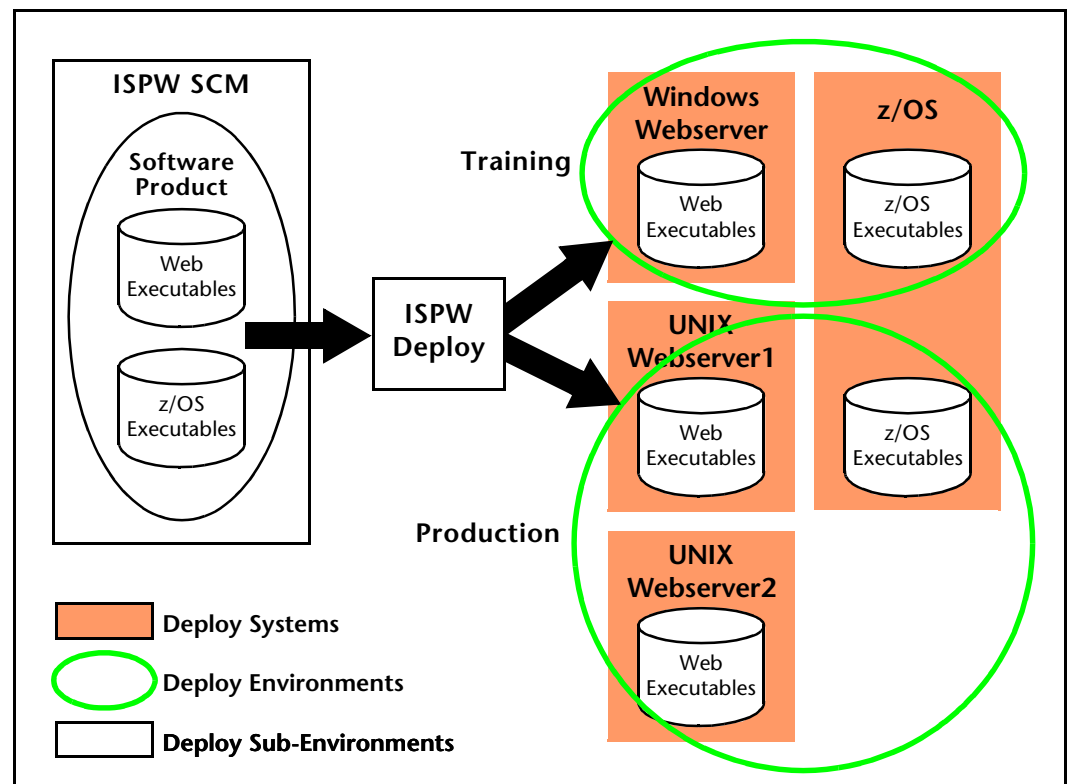 ISPW SCM
Software
Product
Web
Executables
z/OS
Executables
ISPW
Deploy
Training
Windows
Webserver
Web
Executables
z/OS
z/OS
Executables
Production
UNIX
Webserver1
Web
Executables
z/OS
Executables
UNIX
Webserver2
Web
Executables
Deploy Systems
Deploy Environments
Deploy Sub-Environments